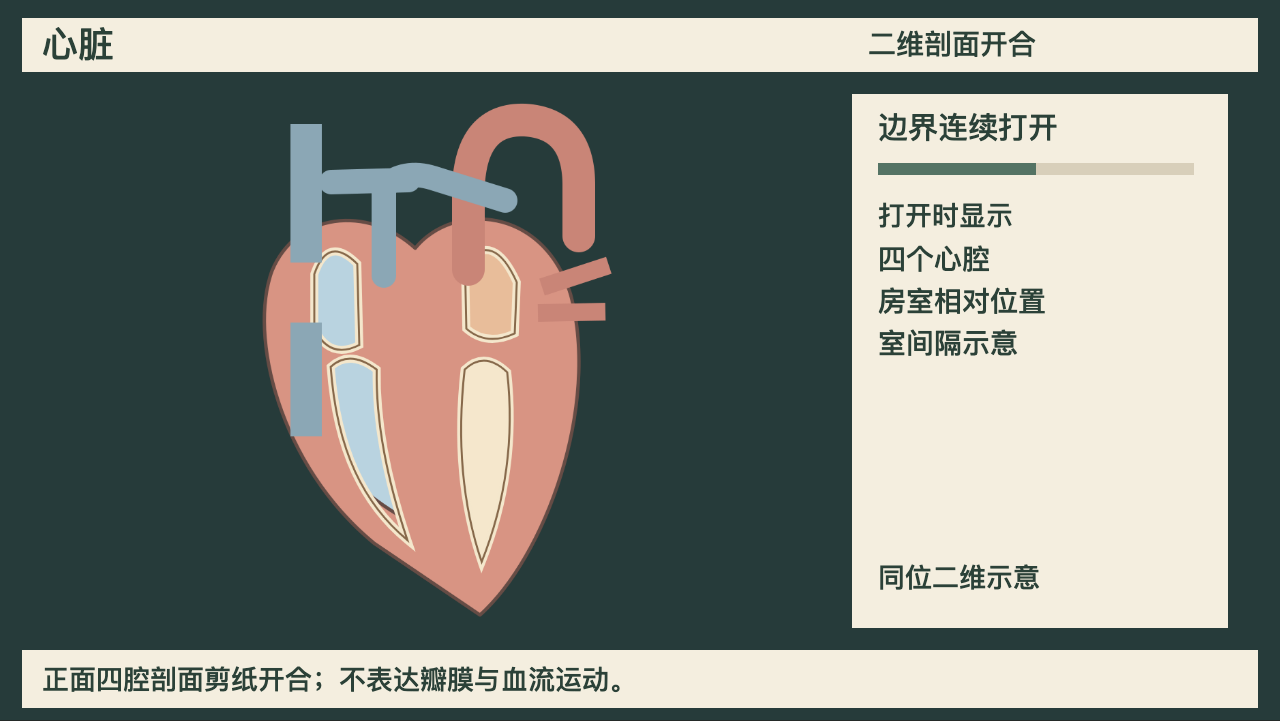 心脏
二维剖面开合
边界连续打开
打开时显示
四个心腔
房室相对位置
室间隔示意
同位二维示意
正面四腔剖面剪纸开合；不表达瓣膜与血流运动。